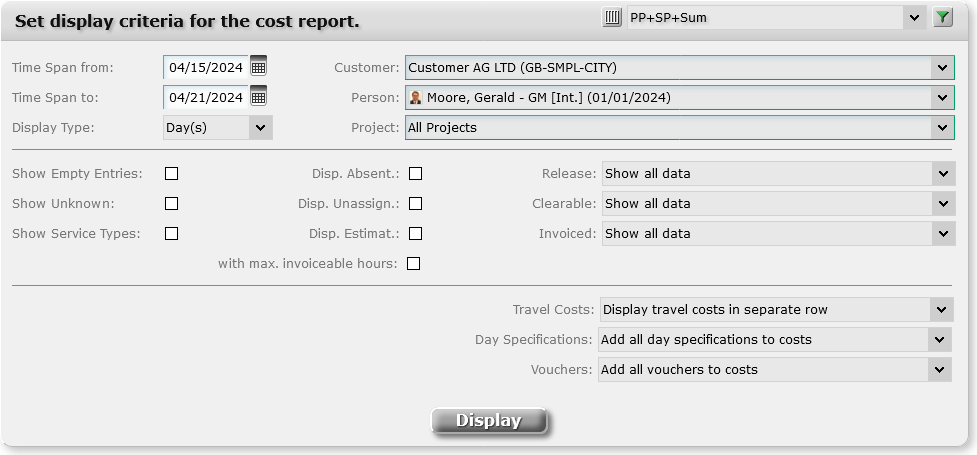 Set display criteria for the cost report. PP+SP+Sum
Time Span from: 04/15/2024 Customer: Customer AG LTD (GB-SMPL-CITY)
Time Span to: 04/21/2024 Person: Moore, Gerald - GM [Int.] (01/01/2024)
Display Type: Day(s) Project: All Projects
Show Empty Entries: Disp. Absent.: Release: Show all data
Show Unknown: Disp. Unassign.: Clearable: Show all data
Show Service Types: Disp. Estimat.: Invoiced: Show all data
with max. invoiceable hours:
Travel Costs: Display travel costs in separate row
Day Specifications: Add all day specifications to costs
Vouchers: Add all vouchers to costs
Display